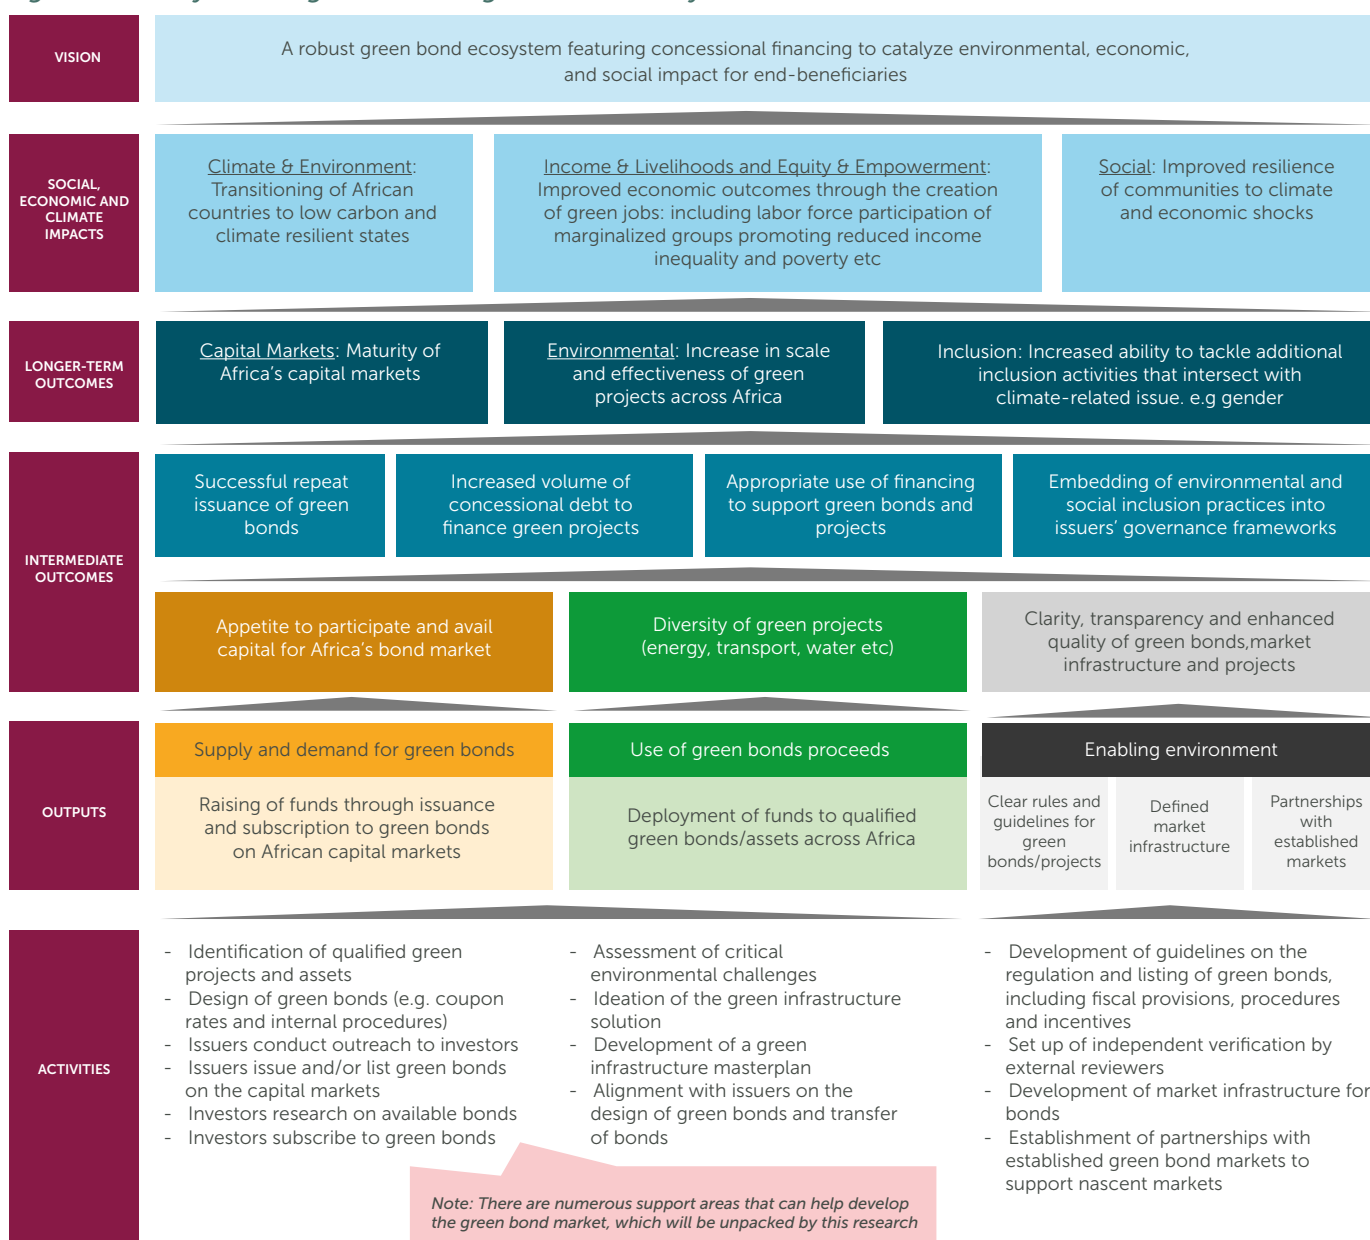 VISION
A robust green bond ecosystem featuring concessional financing to catalyze environmental, economic,
and social impact for end-beneficiaries
SOCIAL,
ECONOMIC AND
CLIMATE
IMPACTS
Climate & Environment:
Transitioning of African
countries to low carbon and
climate resilient states
Income & Livelihoods and Equity & Empowerment:
Improved economic outcomes through the creation
of green jobs: including labor force participation of
marginalized groups promoting reduced income
inequality and poverty etc
Social: Improved resilience
of communities to climate
and economic shocks
LONGER-TERM
OUTCOMES
Capital Markets: Maturity of
Africa's capital markets
Environmental: Increase in scale
and effectiveness of green
projects across Africa
Inclusion: Increased ability to tackle additional
inclusion activities that intersect with
climate-related issue. e.g gender
INTERMEDIATE
OUTCOMES
Successful repeat
issuance of green
bonds
Increased volume of
concessional debt to
finance green projects
Appropriate use of financing
to support green bonds and
projects
Embedding of environmental and
social inclusion practices into
issuers' governance frameworks
Appetite to participate and avail
capital for Africa's bond market
Diversity of green projects
(energy, transport, water etc)
Clarity, transparency and enhanced
quality of green bonds,market
infrastructure and projects
OUTPUTS
Supply and demand for green bonds
Raising of funds through issuance
and subscription to green bonds
on African capital markets
Use of green bonds proceeds
Deployment of funds to qualified
green bonds/assets across Africa
Enabling environment
Clear rules and
guidelines for
green
bonds/projects
Defined
market
infrastructure
Partnerships
with
established
markets
ACTIVITIES
- Identification of qualified green
projects and assets
- Design of green bonds (e.g. coupon
rates and internal procedures)
- Issuers conduct outreach to investors
- Issuers issue and/or list green bonds
on the capital markets
- Investors research on available bonds
- Investors subscribe to green bonds
- Assessment of critical
environmental challenges
- Ideation of the green infrastructure
solution
- Development of a green
infrastructure masterplan
- Alignment with issuers on the
design of green bonds and transfer
of bonds
- Development of guidelines on the
regulation and listing of green bonds,
including fiscal provisions, procedures
and incentives
- Set up of independent verification by
external reviewers
- Development of market infrastructure for
bonds
- Establishment of partnerships with
established green bond markets to
support nascent markets
Note: There are numerous support areas that can help develop
the green bond market, which will be unpacked by this research